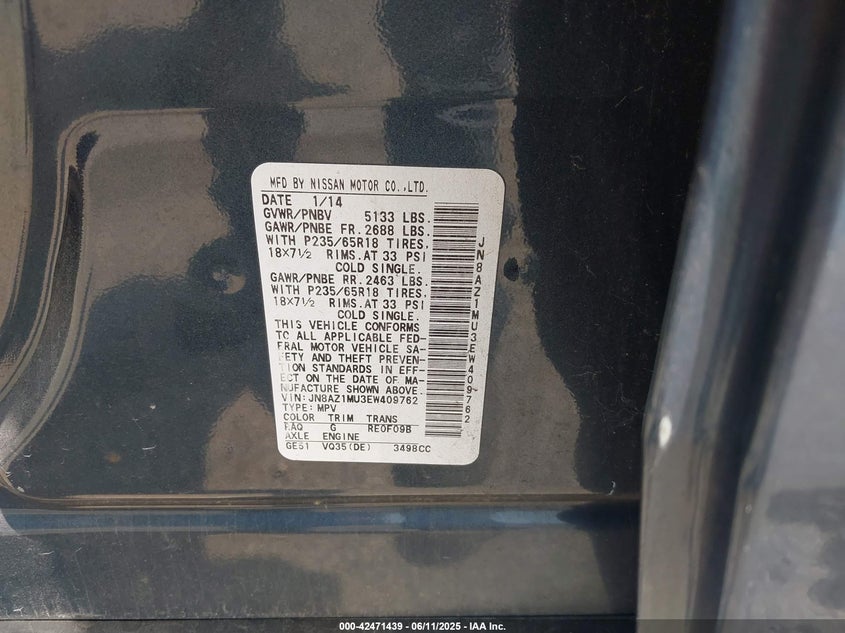 MFD BY NISSAN MOTOR CO.,LTD.
DATE 1/14
GVWR/PNBV 5133 LBS.
GAWR/PNBE FR. 2688 LBS.
WITH P235/65R18 TIRES.
18×7½ RIMS.AT 33 PSI
COLD SINGLE.
GAWR/PNBE RR. 2463 LBS.
WITH P235/65R18 TIRES.
18×7½ RIMS.AT 33 PSI
COLD SINGLE.
THIS VEHICLE CONFORMS
TO ALL APPLICABLE FED-
ERAL MOTOR VEHICLE SA-
FETY AND THEFT PREVEN-
TION STANDARDS IN EFF-
ECT ON THE DATE OF MA-
NUFACTURE SHOWN ABOVE.
VIN: JN8AZ1MU3EW409762
TYPE: MPV
COLOR TRIM TRANS
RAQ G RE0F09B
AXLE ENGINE
GE51 VQ35(DE) 3498CC
JN8AZ1MU3EW409762
000-42471439 - 06/11/2025 - IAA Inc.